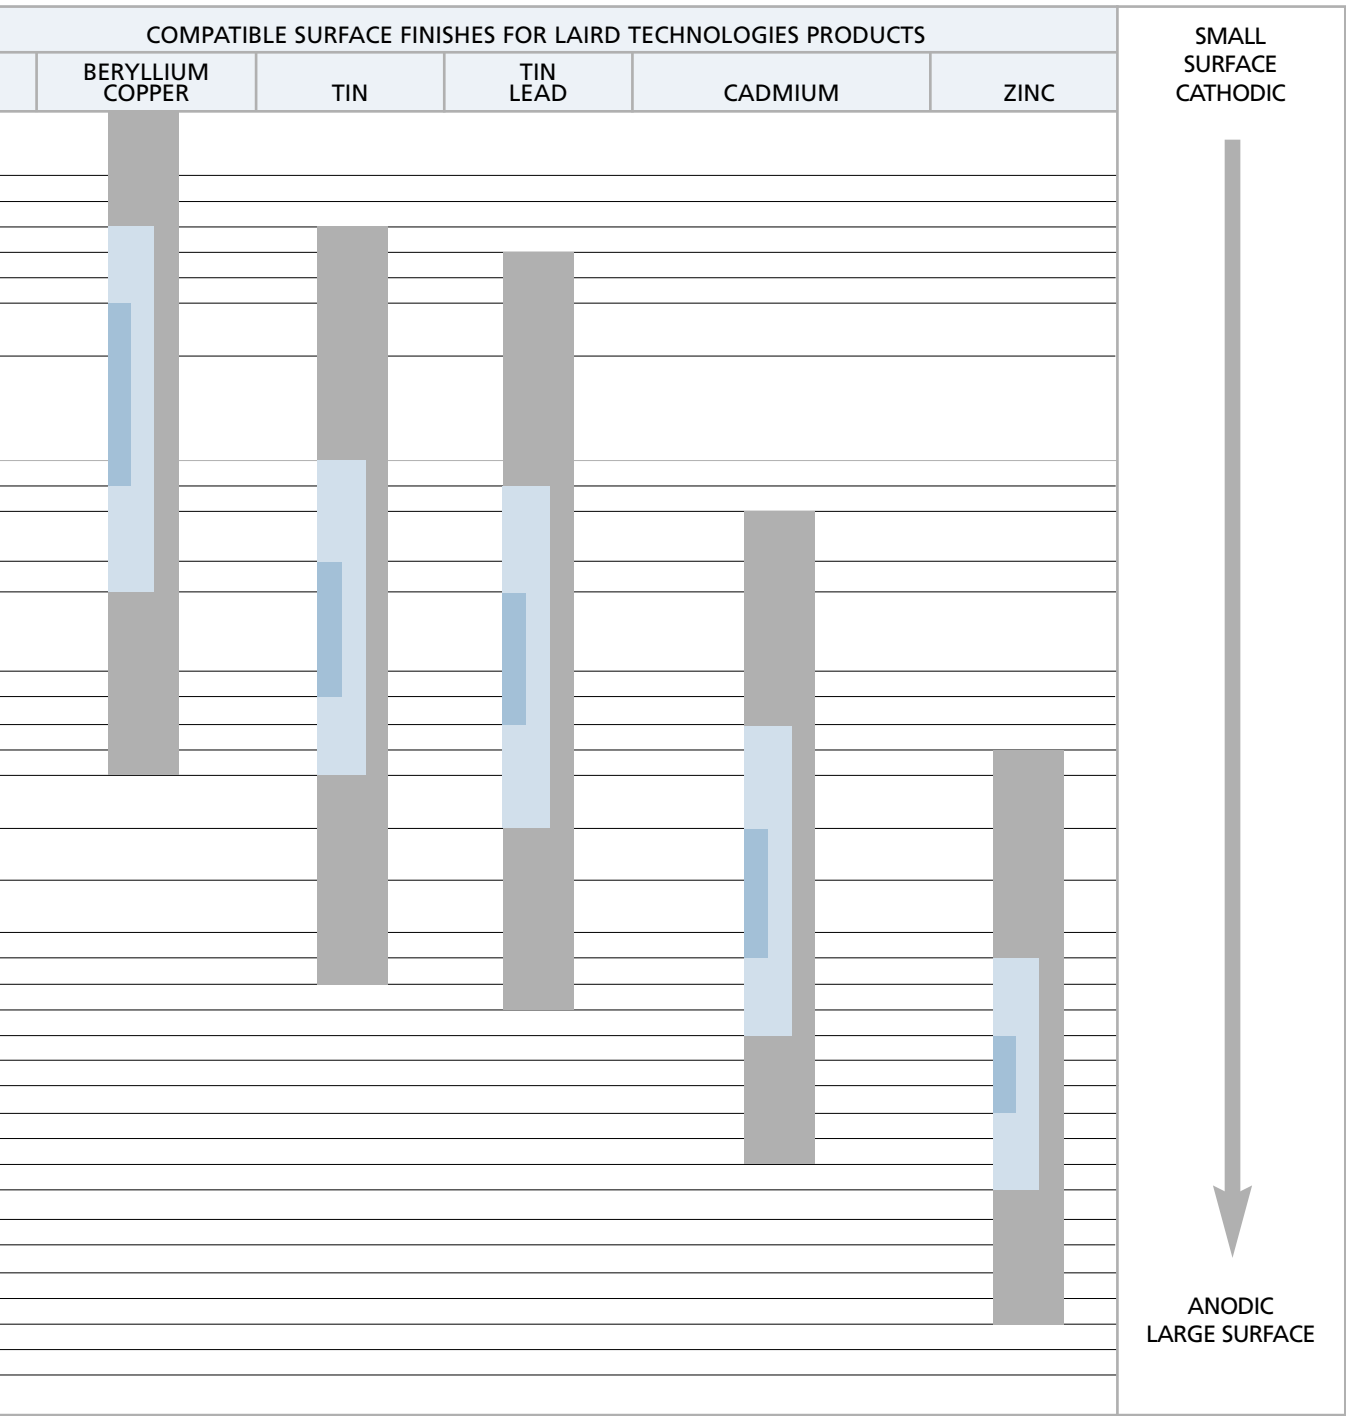 COMPATIBLE SURFACE FINISHES FOR LAIRD TECHNOLOGIES PRODUCTS
BERYLLIUM
COPPER
TIN
TIN
LEAD
CADMIUM
ZINC
SMALL
SURFACE
CATHODIC
ANODIC
LARGE SURFACE